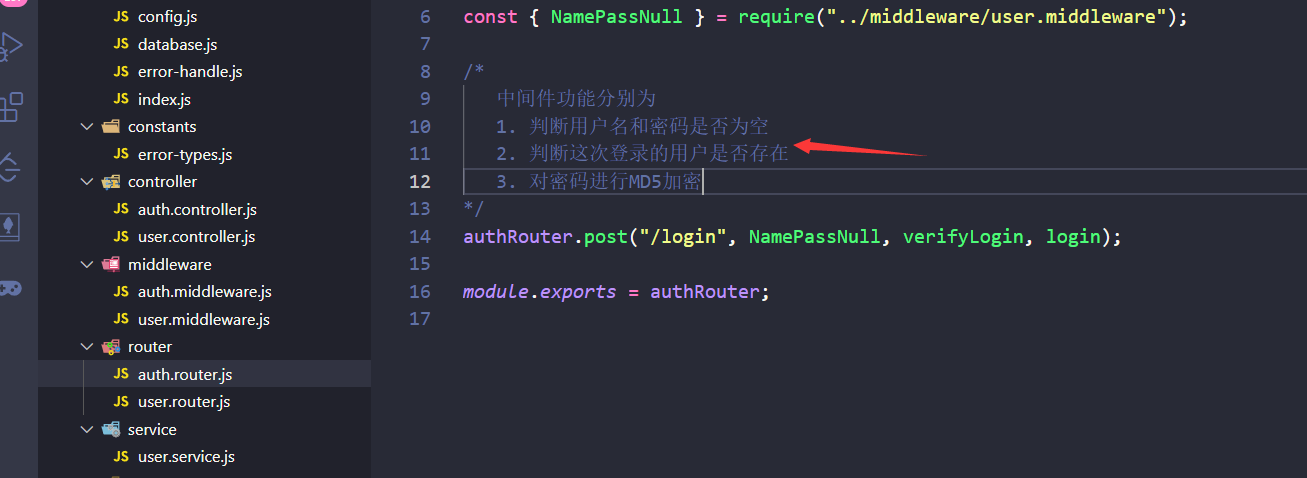 config.js
JS database.js
JS error-handle.js
JS index.js
constants
JS error-types.js
controller
JS auth.controller.js
JS user.controller.js
middleware
JS auth.middleware.js
JS user.middleware.js
router
JS auth.router.js
JS user.router.js
service
JS user.service.js
6 const { NamePassNull } = require("../middleware/user.middleware");
7
8 /*
9 中间件功能分别为
10 1. 判断用户名和密码是否为空
11 2. 判断这次登录的用户是否存在
12 3. 对密码进行MD5加密
13 */
14 authRouter.post("/login", NamePassNull, verifyLogin, login);
15
16 module.exports = authRouter;
17